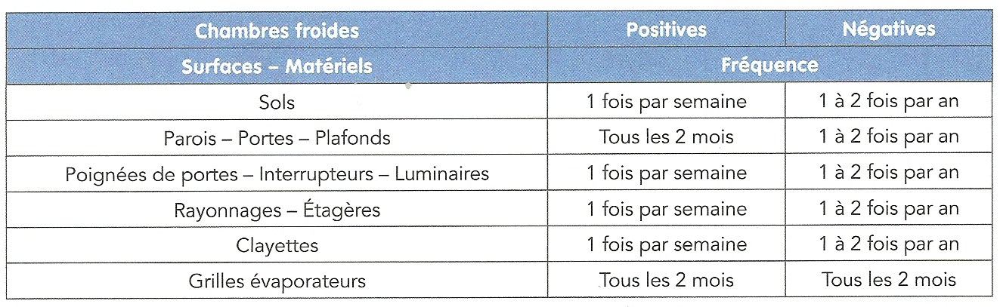 Chambres froides Positives Négatives
Surfaces – Matériels Fréquence
Sols 1 fois par semaine 1 à 2 fois par an
Parois – Portes – Plafonds Tous les 2 mois 1 à 2 fois par an
Poignées de portes – Interrupteurs – Luminaires 1 fois par semaine 1 à 2 fois par an
Rayonnages – Étagères 1 fois par semaine 1 à 2 fois par an
Clayettes 1 fois par semaine 1 à 2 fois par an
Grilles évaporateurs Tous les 2 mois Tous les 2 mois